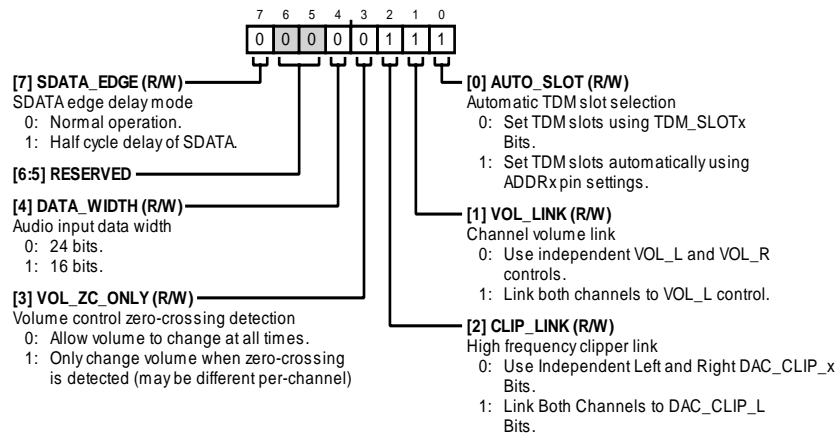 7 6 5 4 3 2 1 0
0 0 0 0 0 1 1 1
[7] SDATA_EDGE (R/W)
SDATA edge delay mode
0: Normal operation.
1: Half cycle delay of SDATA.
[6:5] RESERVED
[4] DATA_WIDTH (R/W)
Audio input data width
0: 24 bits.
1: 16 bits.
[3] VOL_ZC_ONLY (R/W)
Volume control zero-crossing detection
0: Allow volume to change at all times.
1: Only change volume when zero-crossing
is detected (may be different per-channel)
[0] AUTO_SLOT (R/W)
Automatic TDM slot selection
0: Set TDM slots using TDM_SLOTx
Bits.
1: Set TDM slots automatically using
ADDRx pin settings.
[1] VOL_LINK (R/W)
Channel volume link
0: Use independent VOL_L and VOL_R
controls.
1: Link both channels to VOL_L control.
[2] CLIP_LINK (R/W)
High frequency clipper link
0: Use Independent Left and Right DAC_CLIP_x
Bits.
1: Link Both Channels to DAC_CLIP_L
Bits.